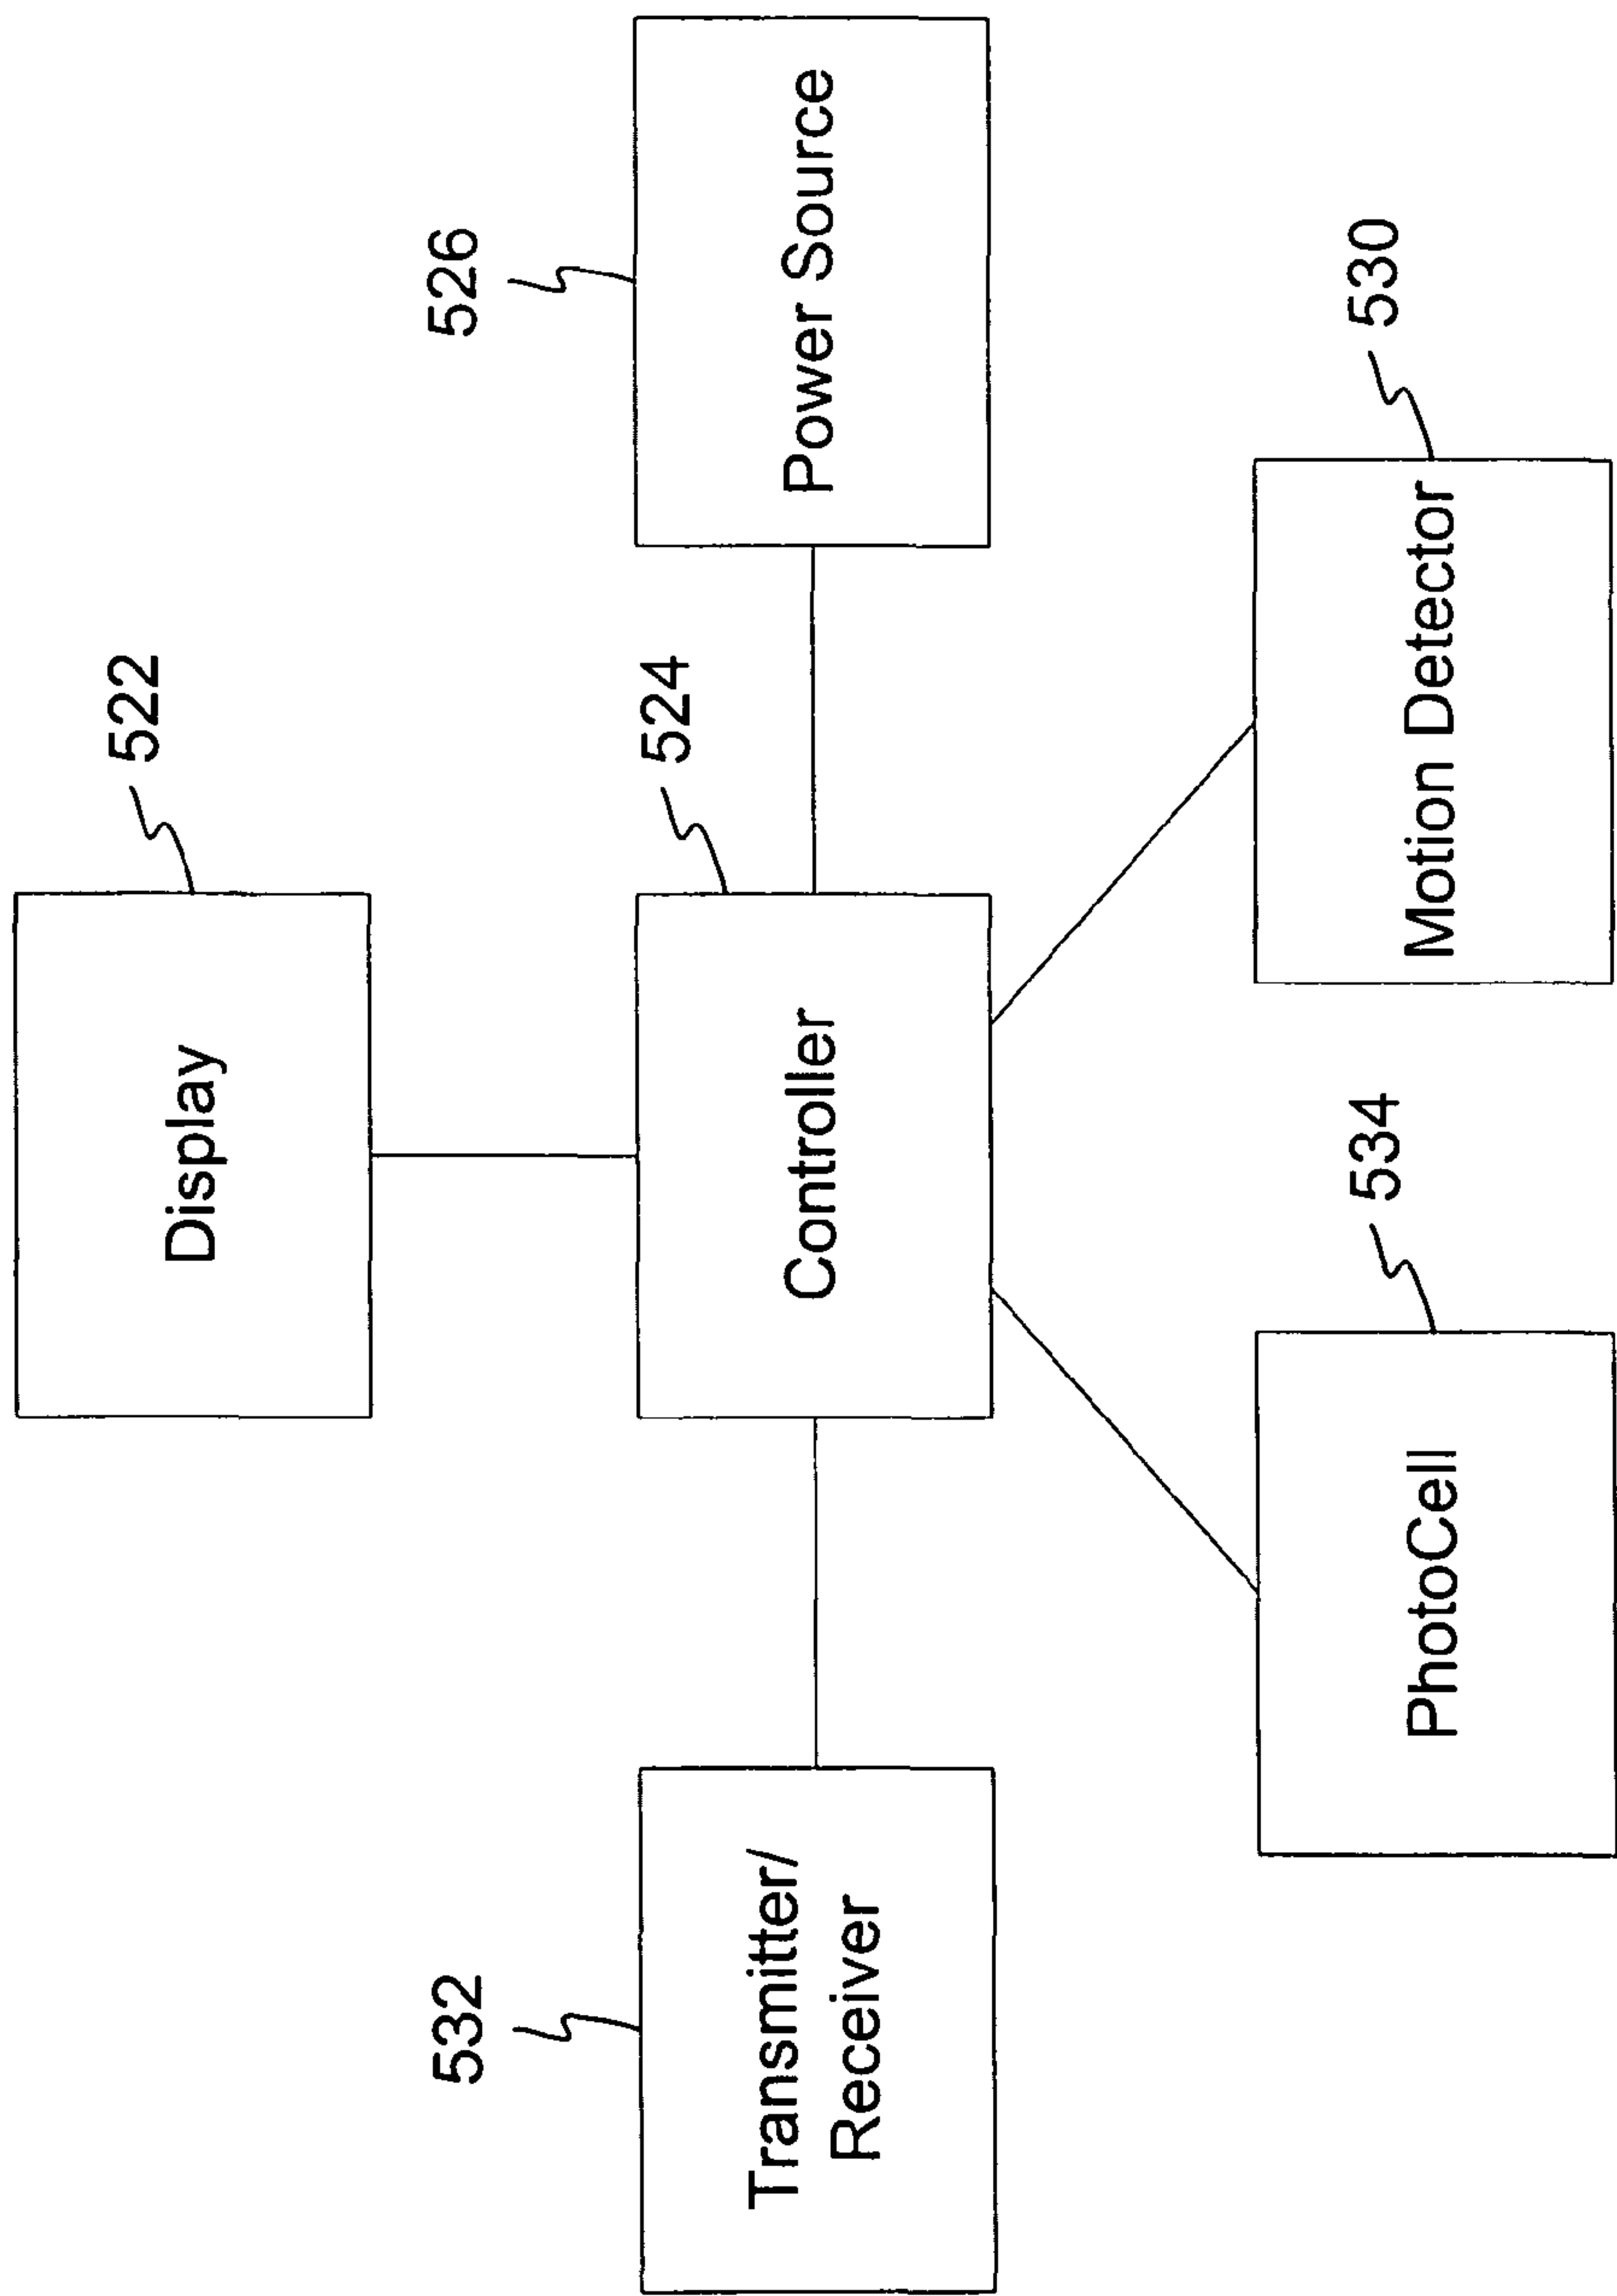 522
Display
532
Transmitter/
Receiver
524
Controller
526
Power Source
534
PhotoCell
530
Motion Detector